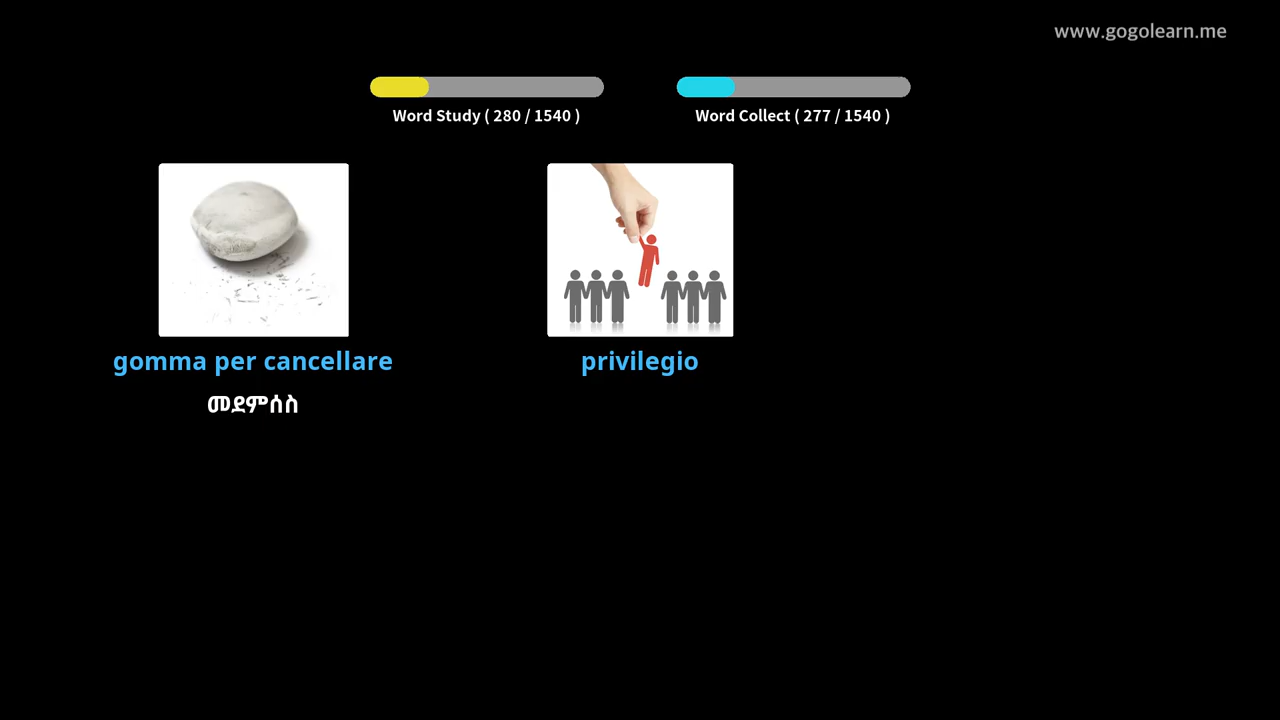 www.gogolearn.me
Word Study ( 280 / 1540 )
Word Collect ( 277 / 1540 )
gomma per cancellare
መደምሰስ
privilegio